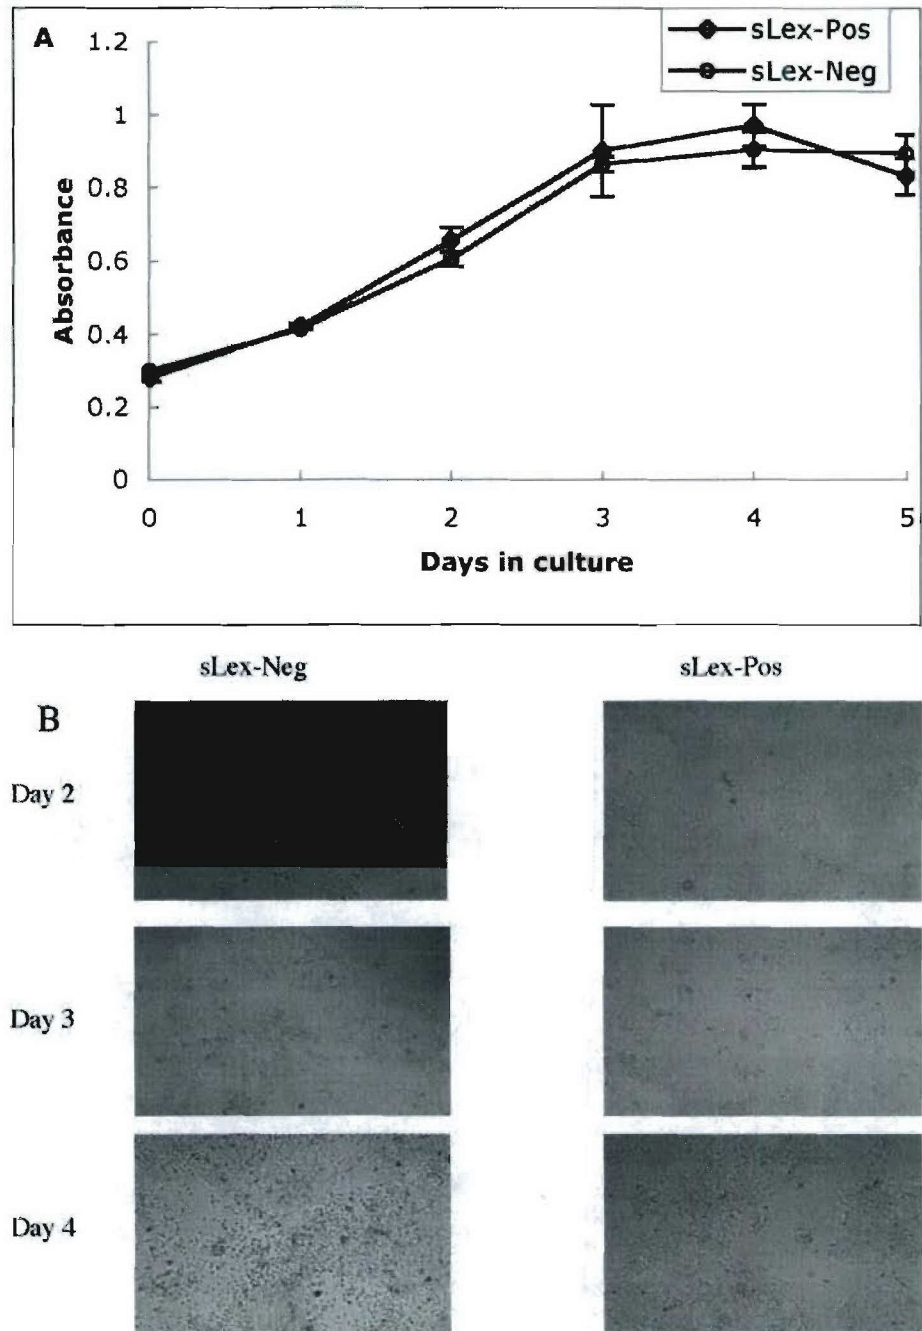 A
sLex-Pos
sLex-Neg
1.2
1
0.8
0.6
0.4
0.2
0
Absorbance
0 1 2 3 4 5
Days in culture
sLex-Neg sLex-Pos
B
Day 2
Day 3
Day 4